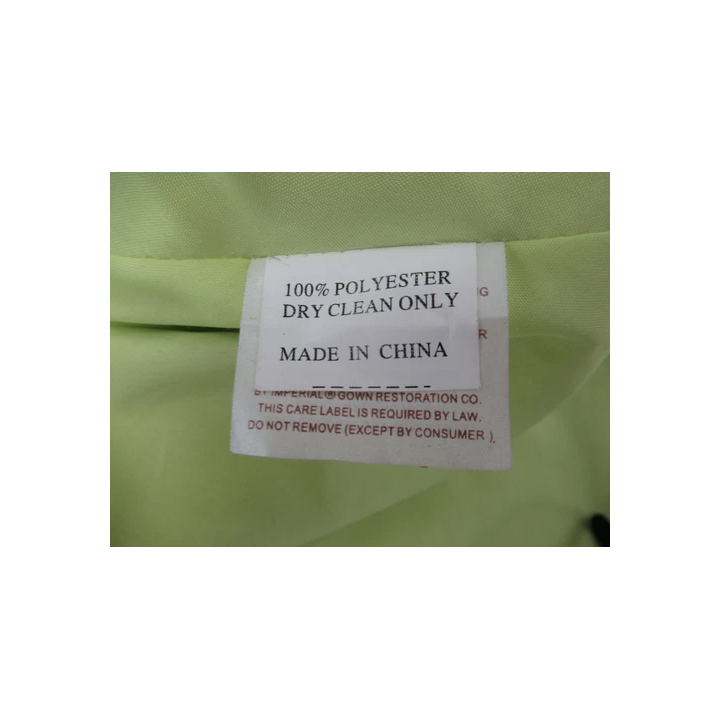 100% POLYESTER
DRY CLEAN ONLY
G
R
MADE IN CHINA
BY IMPERIAL® GOWN RESTORATION CO.
THIS CARE LABEL IS REQUIRED BY LAW.
DO NOT REMOVE (EXCEPT BY CONSUMER ).